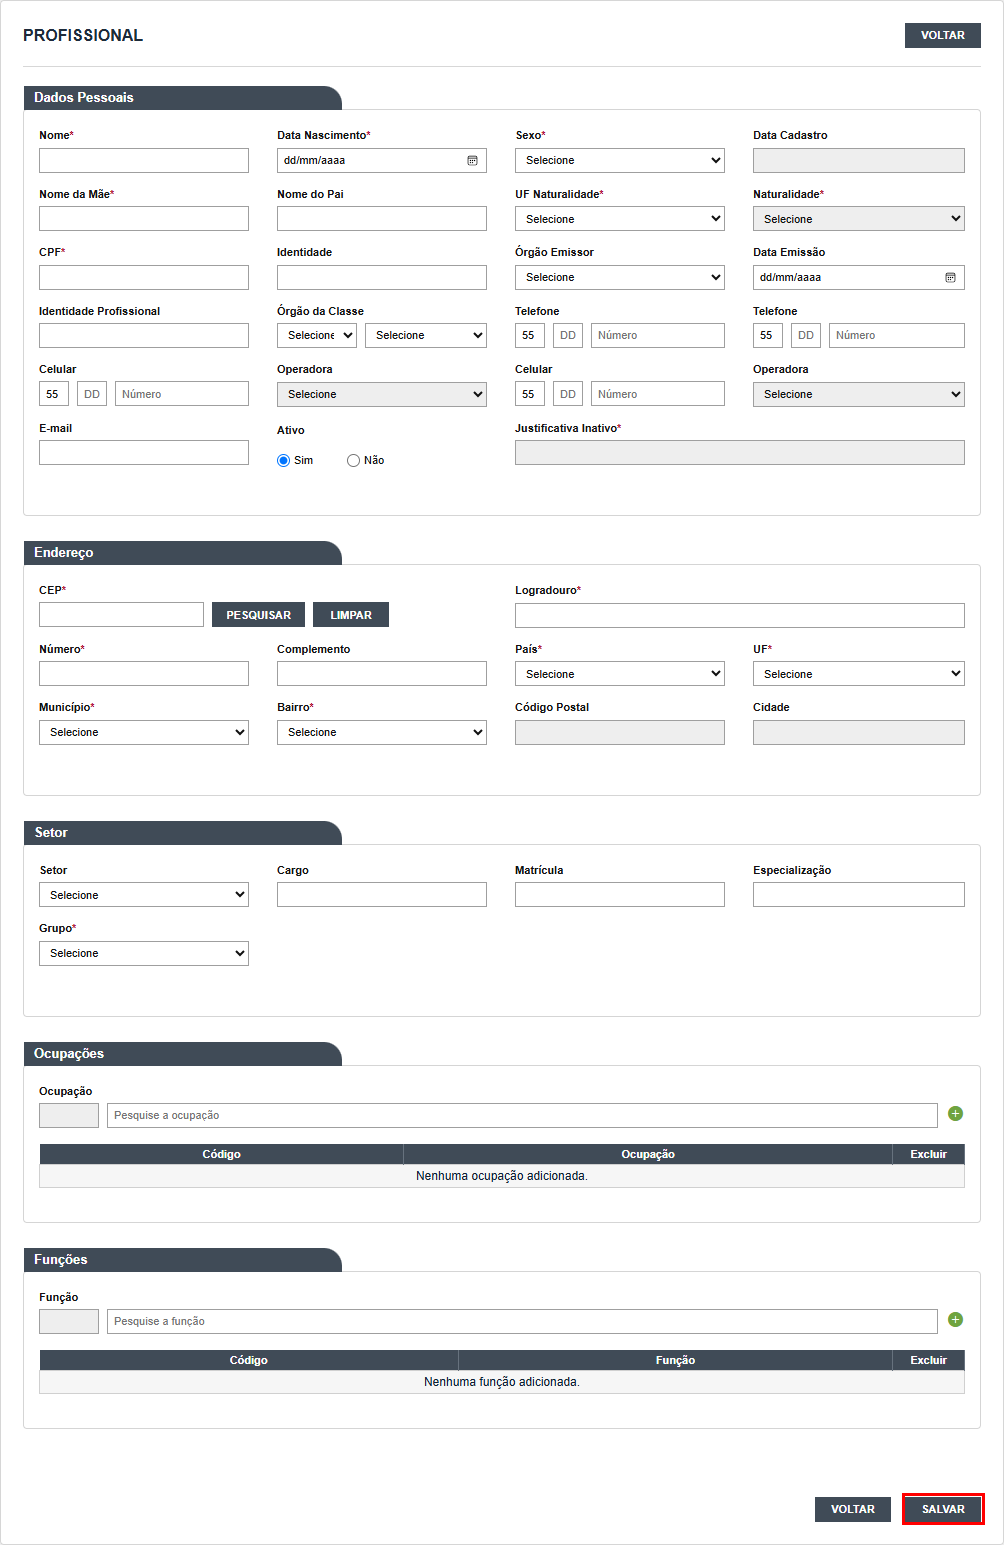 PROFISSIONAL VOLTAR
Dados Pessoais
Nome* Data Nascimento* Sexo* Data Cadastro
dd/mm/aaaa Selecione
Nome da Mãe* Nome do Pai UF Naturalidade* Naturalidade*
Selecione Selecione
CPF* Identidade Órgão Emissor Data Emissão
Selecione dd/mm/aaaa
Identidade Profissional Órgão da Classe Telefone Telefone
Selecione Selecione 55 DD Número 55 DD Número
Celular Operadora Celular Operadora
55 DD Número Selecione 55 DD Número Selecione
E-mail Ativo Justificativa Inativo*
Sim Não
Endereço
CEP* Logradouro*
PESQUISAR LIMPAR
Número* Complemento País* UF*
Selecione Selecione
Município* Bairro* Código Postal Cidade
Selecione Selecione
Setor
Setor Cargo Matrícula Especialização
Selecione
Grupo*
Selecione
Ocupações
Ocupação
Pesquise a ocupação
Código Ocupação Excluir
Nenhuma ocupação adicionada.
Funções
Função
Pesquise a função
Código Função Excluir
Nenhuma função adicionada.
VOLTAR SALVAR